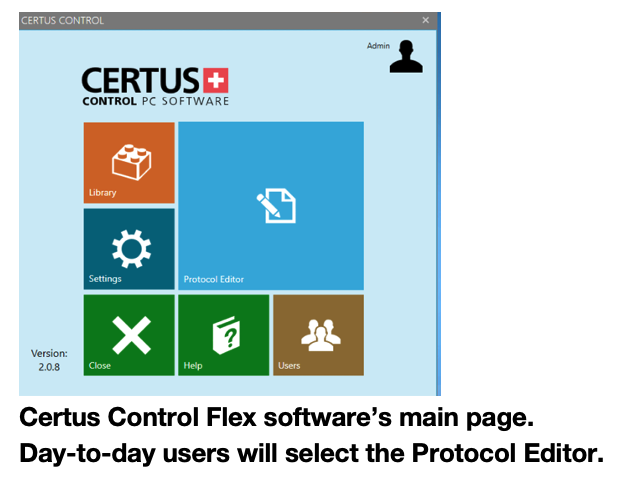 CERTUS CONTROL
Admin
CERTUS
CONTROL PC SOFTWARE
Library
Settings
Protocol Editor
Close
Help
Users
Version:
2.0.8
Certus Control Flex software’s main page.
Day-to-day users will select the Protocol Editor.